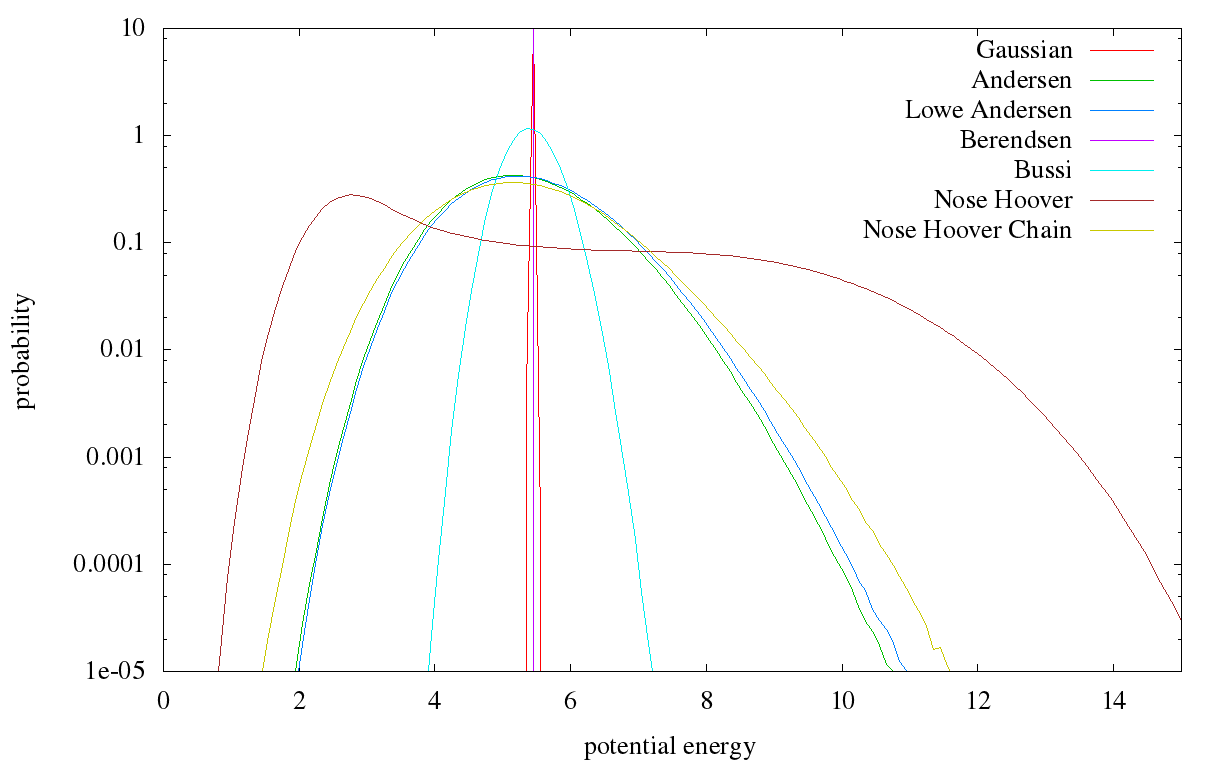 10
1
0.1
0.01
0.001
0.0001
1e-05
probability
Gaussian
Andersen
Lowe Andersen
Berendsen
Bussi
Nose Hoover
Nose Hoover Chain
0 2 4 6 8 10 12 14
potential energy